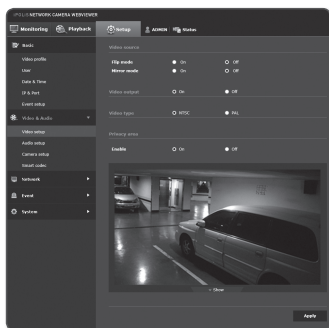 iPOLiS NETWORK CAMERA WEBVIEWER
Monitoring Playback Setup ADMIN Status
Basic
Video profile
User
Date & Time
IP & Port
Event setup
Video & Audio
Video setup
Audio setup
Camera setup
Smart codec
Network
Event
System
Video source
Flip mode On Off
Mirror mode On Off
Video output On Off
Video type NTSC PAL
Privacy area
Enable On Off
Show
Apply